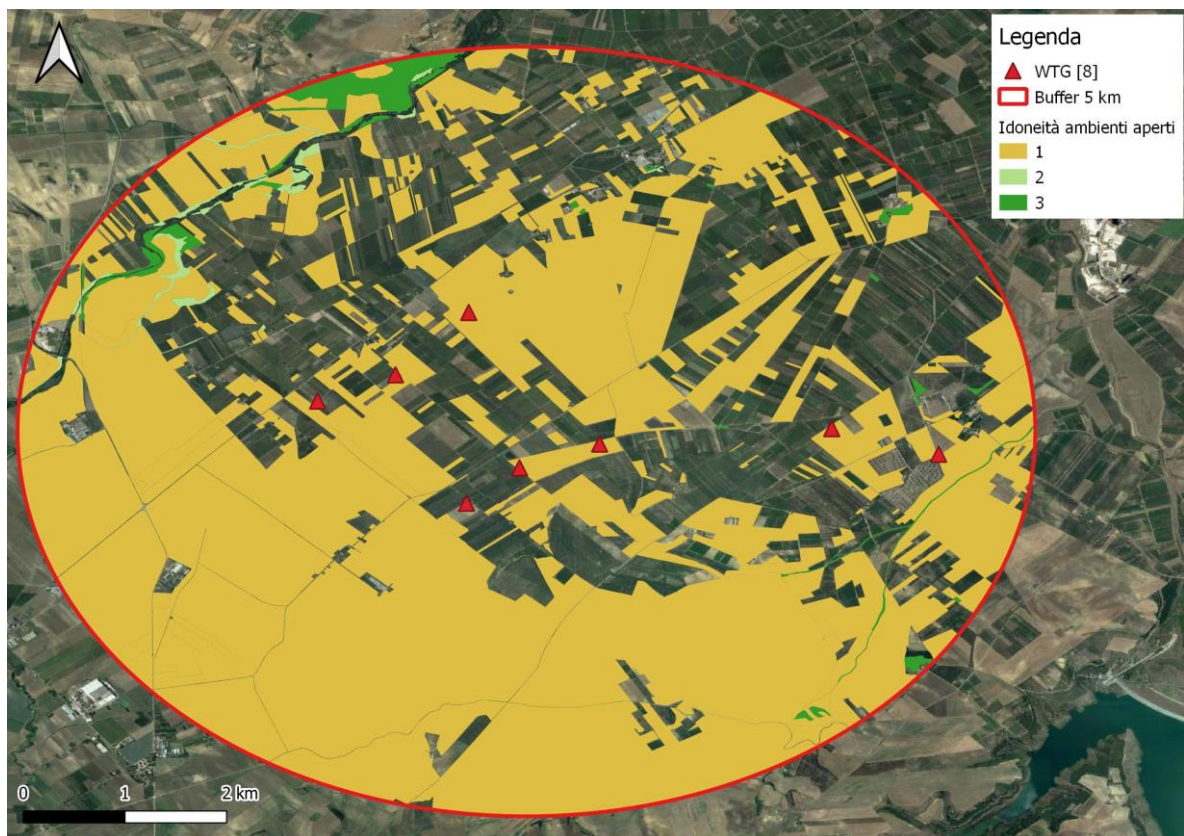 Legenda
WTG [8]
Buffer 5 km
Idoneità ambienti aperti
1
2
3
0 1 2 km